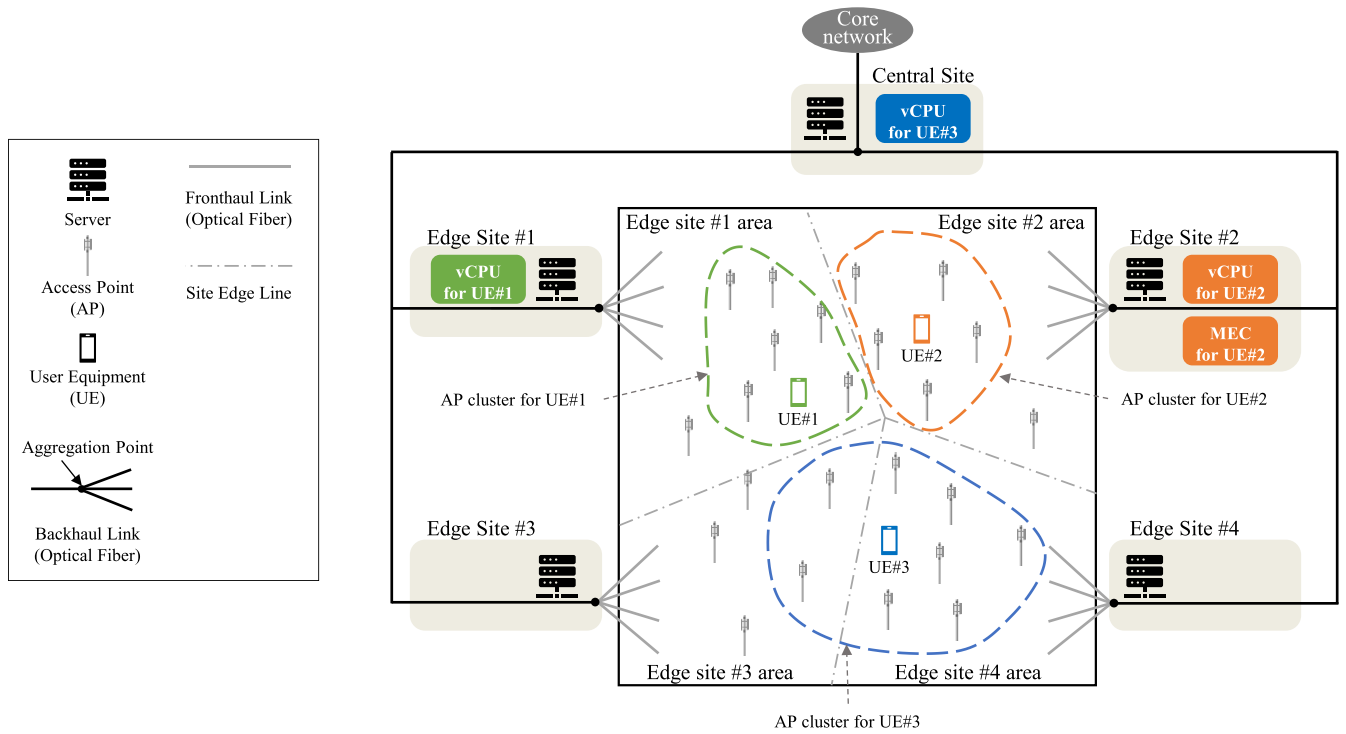 Core
network
Central Site
vCPU
for UE#3
Server
Fronthaul Link
(Optical Fiber)
Access Point
(AP)
Site Edge Line
User Equipment
(UE)
Aggregation Point
Backhaul Link
(Optical Fiber)
Edge Site #1
vCPU
for UE#1
Edge site #1 area
Edge site #2 area
Edge Site #2
vCPU
for UE#2
MEC
for UE#2
UE#2
UE#1
AP cluster for UE#1
AP cluster for UE#2
Edge Site #3
UE#3
Edge Site #4
Edge site #3 area
Edge site #4 area
AP cluster for UE#3